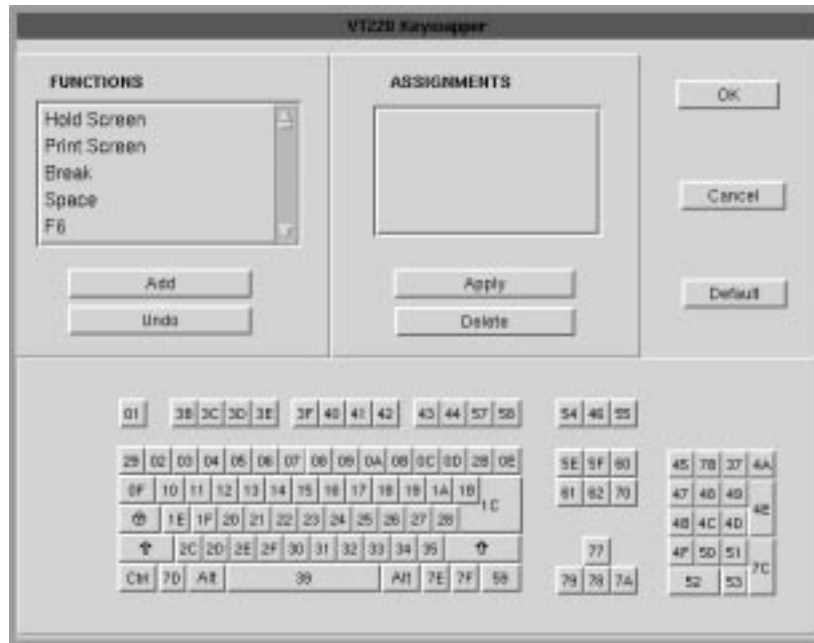 VT220 Keymapper
FUNCTIONS
Hold Screen
Print Screen
Break
Space
F6
Add
Undo
ASSIGNMENTS
Apply
Delete
OK
Cancel
Default
01 3B 3C 3D 3E 3F 40 41 42 43 44 57 58 54 46 55
29 02 03 04 05 06 07 08 09 0A 0B 0C 0D 2B 0E 5E 5F 60 45 7B 37 4A
0F 10 11 12 13 14 15 16 17 18 19 1A 1B 1C 61 62 70 47 48 49 4E
1E 1F 20 21 22 23 24 25 26 27 28 4B 4C 4D
2C 2D 2E 2F 30 31 32 33 34 35 77 4F 50 51 7C
Ctrl 7D Alt 39 Alt 7E 7F 59 79 78 7A 52 53